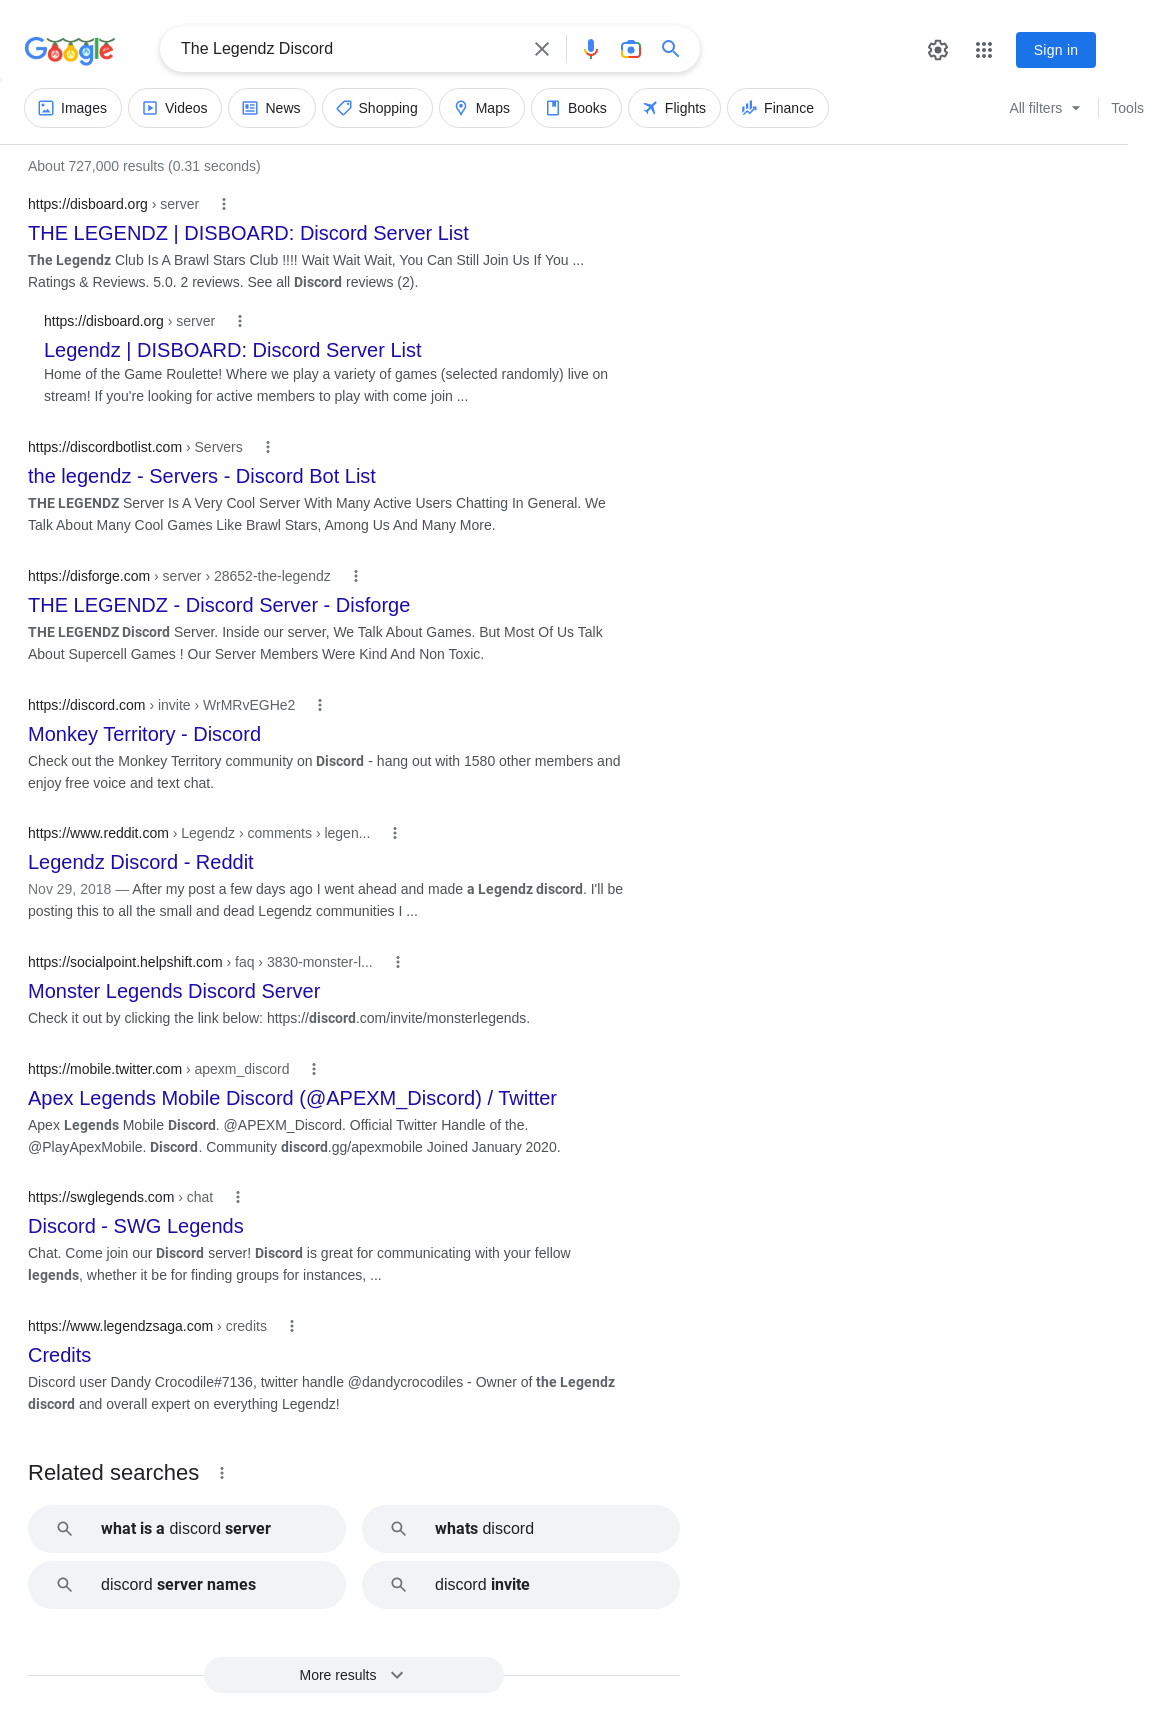 Google
The Legendz Discord
Sign in
Images
Videos
News
Shopping
Maps
Books
Flights
Finance
All filters
Tools
About 727,000 results (0.31 seconds)
https://disboard.org › server
THE LEGENDZ | DISBOARD: Discord Server List
The Legendz Club Is A Brawl Stars Club !!!! Wait Wait Wait, You Can Still Join Us If You ...
Ratings & Reviews. 5.0. 2 reviews. See all Discord reviews (2).
https://disboard.org › server
Legendz | DISBOARD: Discord Server List
Home of the Game Roulette! Where we play a variety of games (selected randomly) live on
stream! If you're looking for active members to play with come join ...
https://discordbotlist.com › Servers
the legendz - Servers - Discord Bot List
THE LEGENDZ Server Is A Very Cool Server With Many Active Users Chatting In General. We
Talk About Many Cool Games Like Brawl Stars, Among Us And Many More.
https://disforge.com › server › 28652-the-legendz
THE LEGENDZ - Discord Server - Disforge
THE LEGENDZ Discord Server. Inside our server, We Talk About Games. But Most Of Us Talk
About Supercell Games ! Our Server Members Were Kind And Non Toxic.
https://discord.com › invite › WrMRvEGHe2
Monkey Territory - Discord
Check out the Monkey Territory community on Discord - hang out with 1580 other members and
enjoy free voice and text chat.
https://www.reddit.com › Legendz › comments › legen...
Legendz Discord - Reddit
Nov 29, 2018 — After my post a few days ago I went ahead and made a Legendz discord. I'll be
posting this to all the small and dead Legendz communities I ...
https://socialpoint.helpshift.com › faq › 3830-monster-l...
Monster Legends Discord Server
Check it out by clicking the link below: https://discord.com/invite/monsterlegends.
https://mobile.twitter.com › apexm_discord
Apex Legends Mobile Discord (@APEXM_Discord) / Twitter
Apex Legends Mobile Discord. @APEXM_Discord. Official Twitter Handle of the.
@PlayApexMobile. Discord. Community discord.gg/apexmobile Joined January 2020.
https://swglegends.com › chat
Discord - SWG Legends
Chat. Come join our Discord server! Discord is great for communicating with your fellow
legends, whether it be for finding groups for instances, ...
https://www.legendzsaga.com › credits
Credits
Discord user Dandy Crocodile#7136, twitter handle @dandycrocodiles - Owner of the Legendz
discord and overall expert on everything Legendz!
Related searches
what is a discord server
whats discord
discord server names
discord invite
More results